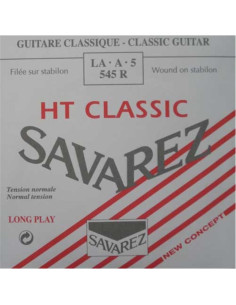 GUITARE CLASSIQUE - CLASSIC GUITAR
Filée sur stabilon
LA · A · 5
545 R
Wound on stabilon
HT CLASSIC
SAVAREZ
Tension normale
Normal tension
LONG PLAY
SAVAREZ
NEW CONCEPT